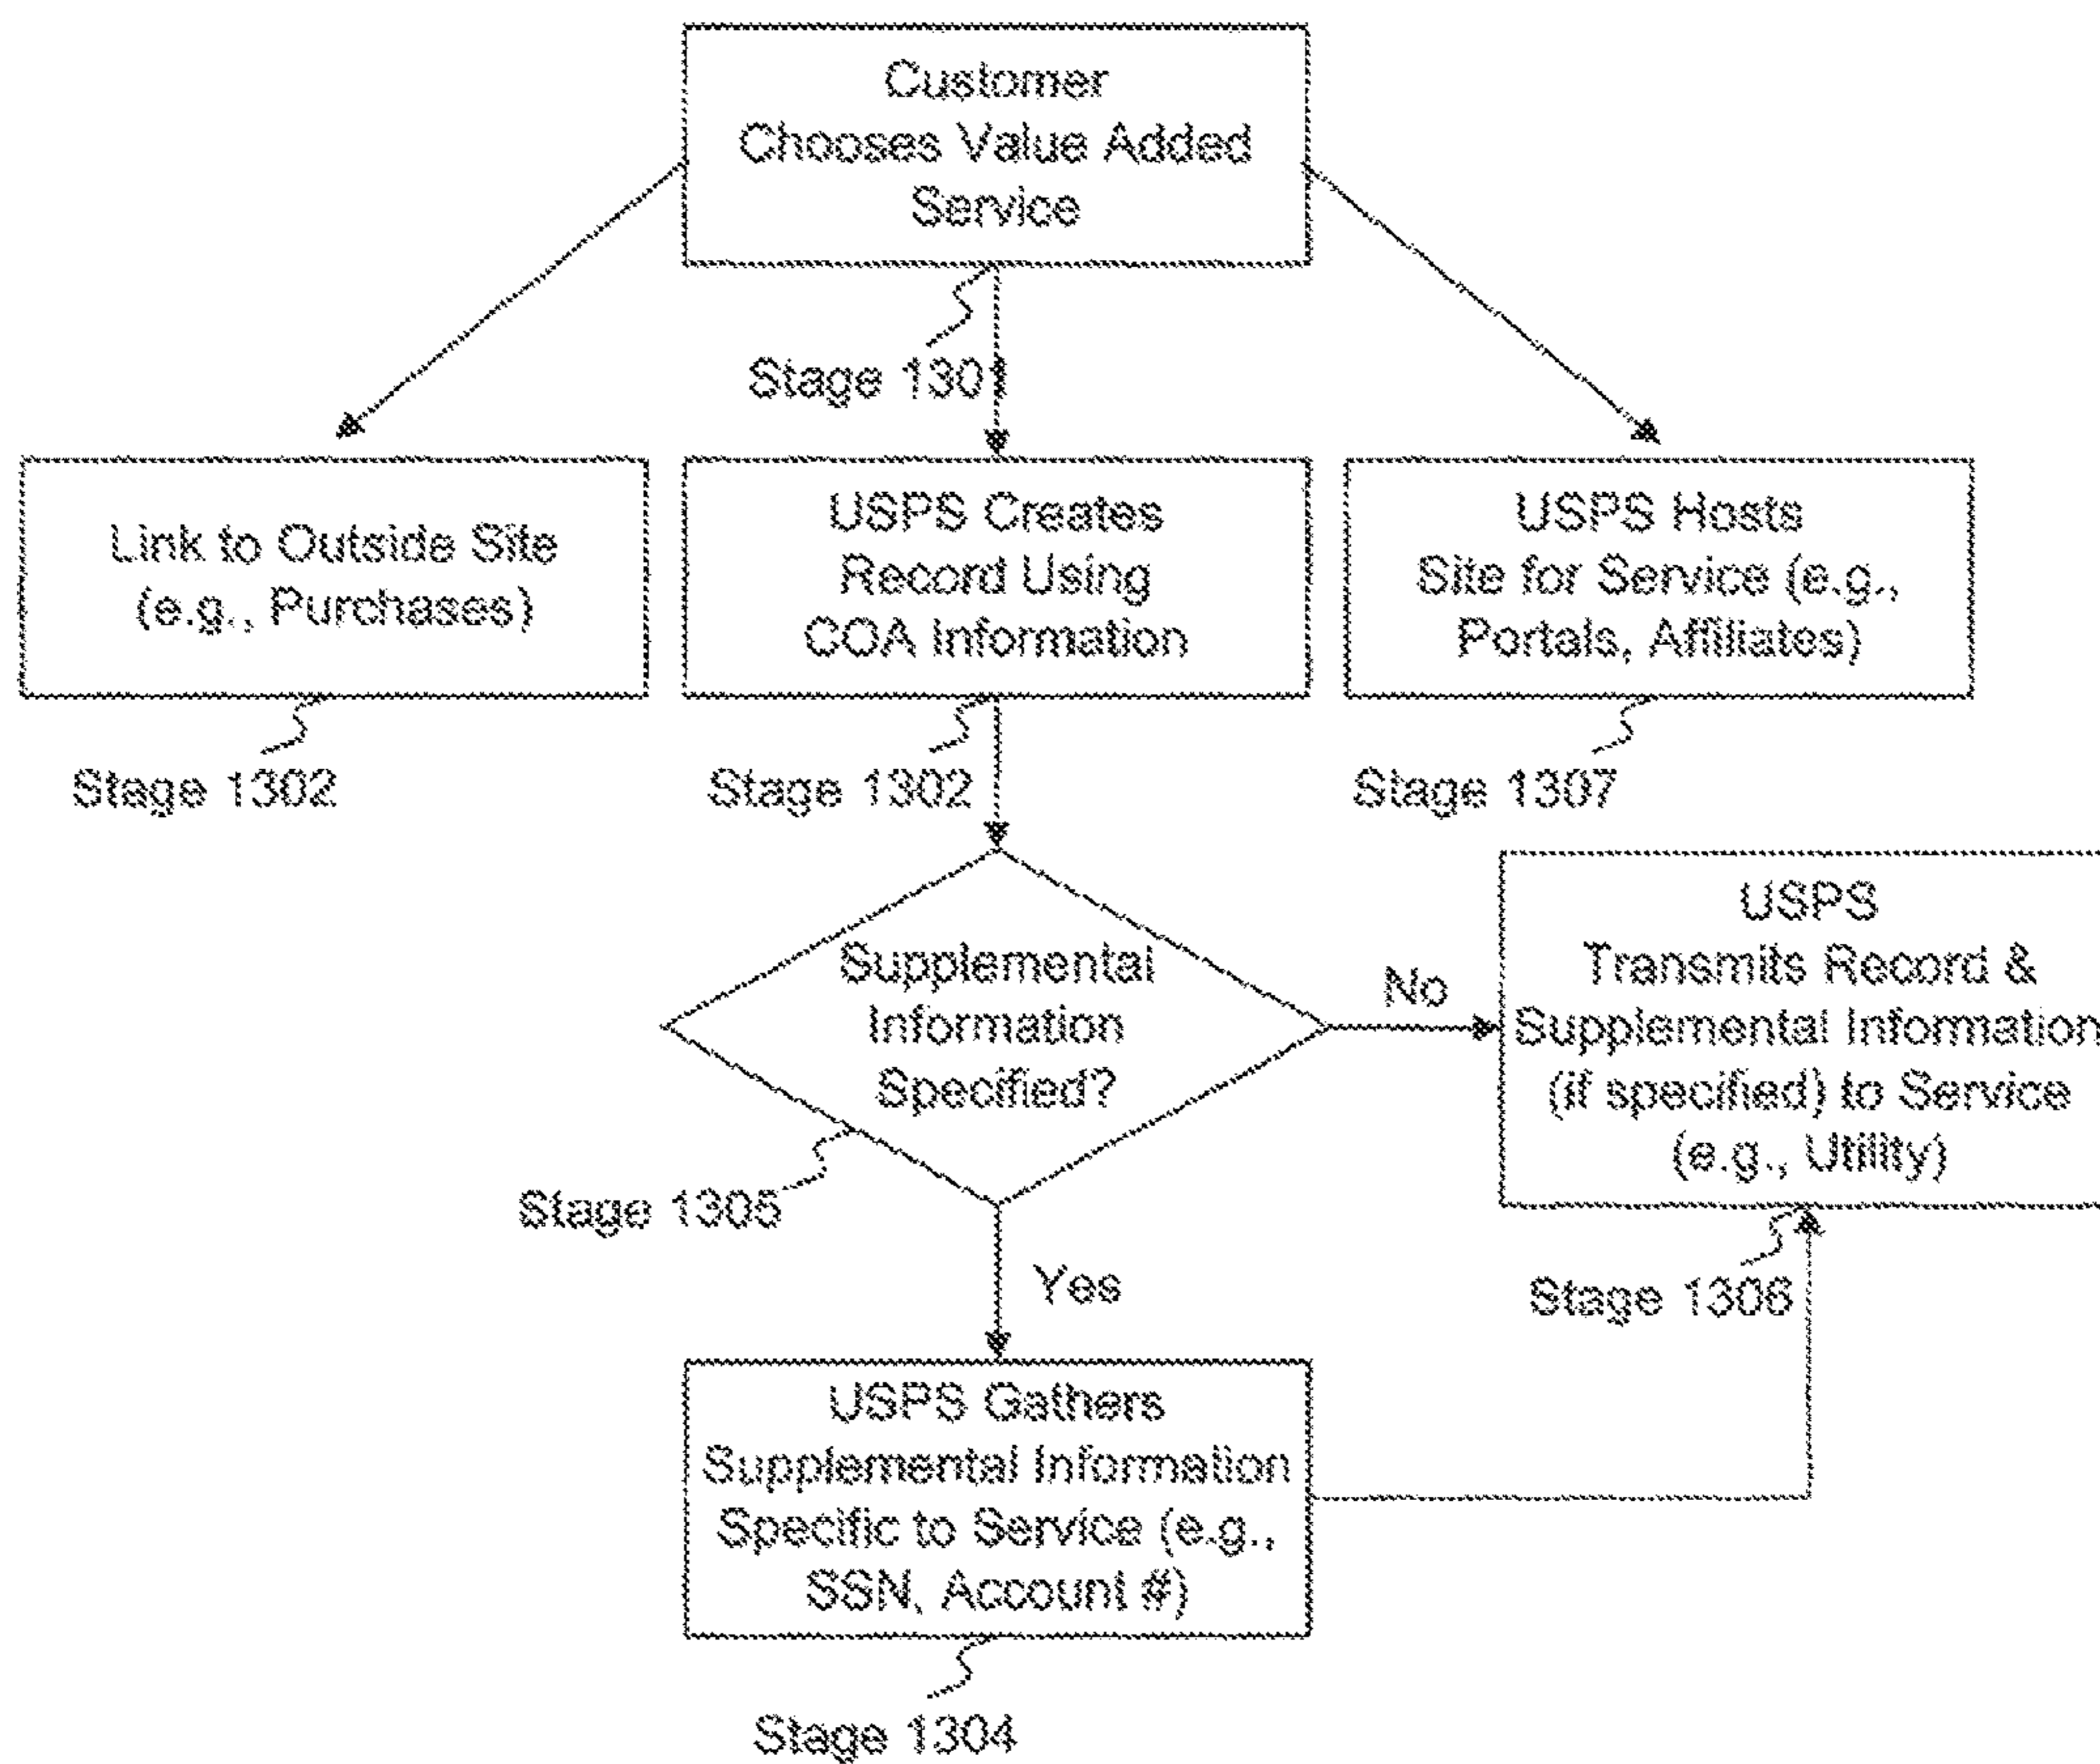 Customer
Chooses Value Added
Service
Stage 1301
Link to Outside Site
(e.g., Purchases)
Stage 1302
USPS Creates
Record Using
COA Information
Stage 1302
USPS Hosts
Site for Service (e.g.,
Portals, Affiliates)
Stage 1307
Supplemental
Information
Specified?
Stage 1305
No
USPS
Transmits Record &
Supplemental Information
(if specified) to Service
(e.g., Utility)
Stage 1306
Yes
USPS Gathers
Supplemental Information
Specific to Service (e.g.,
SSN, Account #)
Stage 1304